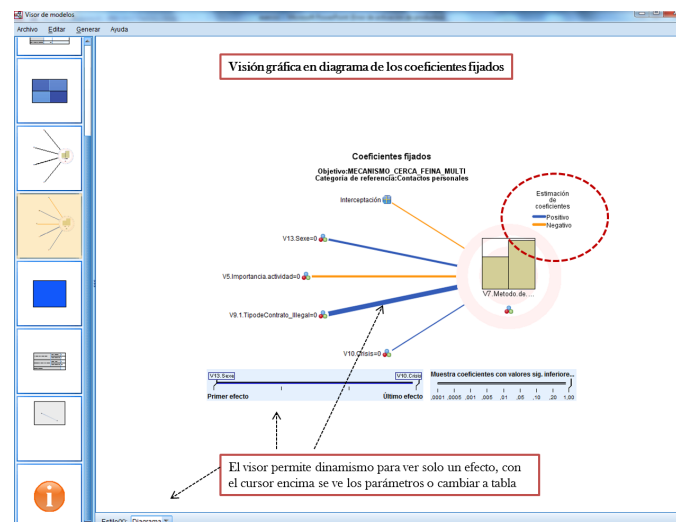 Visor de modelos
Archivo Editar Generar Ayuda
Visión gráfica en diagrama de los coeficientes fijados
Coeficientes fijados
Objetivo:MECANISMO_CERCA_FEINA_MULTI
Categoría de referencia:Contactos personales
Interceptación
Estimación
de
coeficientes
Positivo
Negativo
V13.Sexe=0
V5.Importancia.actividad=0
V9.1.TipodeContrato_Illegal=0
V10.Crisis=0
V7.Metodo de....
V13.Sexe
V10.Crisis
Primer efecto
Último efecto
Muestra coeficientes con valores sig. inferiore...
,0001 ,0005 ,001 ,005 ,01 ,05 ,10 ,20 1,00
El visor permite dinamismo para ver solo un efecto, con
el cursor encima se ve los parámetros o cambiar a tabla
Diagrama